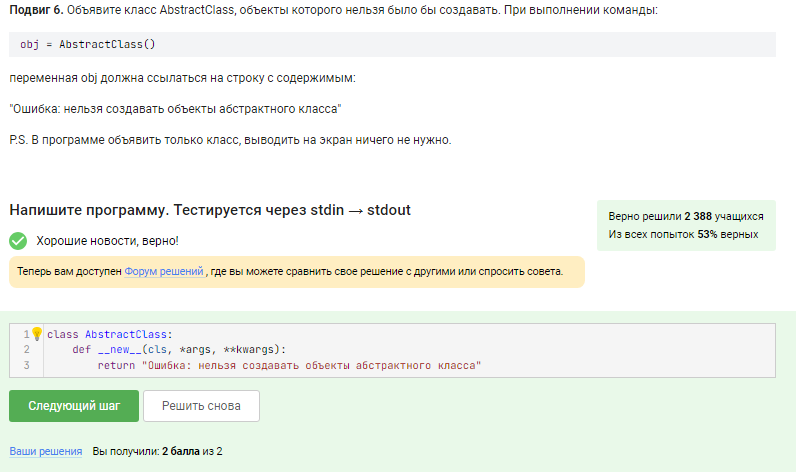 Подвиг 6. Объявите класс AbstractClass, объекты которого нельзя было бы создавать. При выполнении команды:
obj = AbstractClass()
переменная obj должна ссылаться на строку с содержимым:
"Ошибка: нельзя создавать объекты абстрактного класса"
P.S. В программе объявить только класс, выводить на экран ничего не нужно.
Напишите программу. Тестируется через stdin → stdout
Верно решили 2 388 учащихся
Из всех попыток 53% верных
Хорошие новости, верно!
Теперь вам доступен Форум решений , где вы можете сравнить свое решение с другими или спросить совета.
1 class AbstractClass:
2     def __new__(cls, *args, **kwargs):
3         return "Ошибка: нельзя создавать объекты абстрактного класса"
Следующий шаг Решить снова
Ваши решения Вы получили: 2 балла из 2